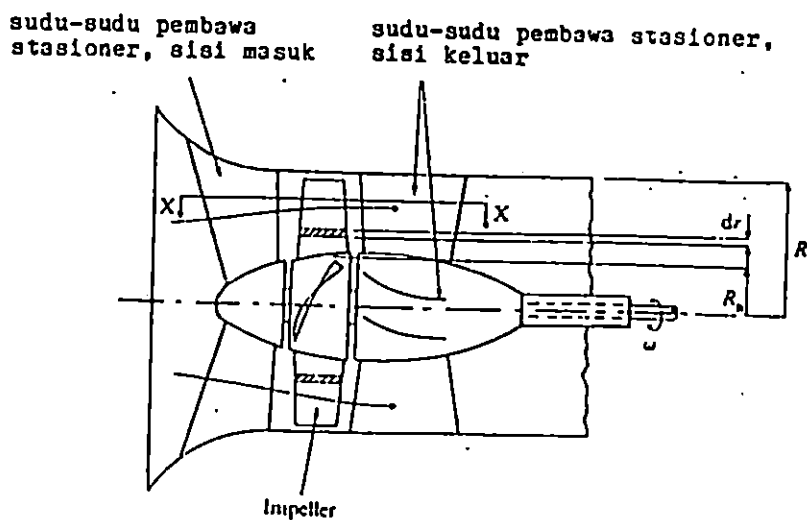 sudu-sudu pembawa
stasioner, sisi masuk
sudu-sudu pembawa stasioner,
sisi keluar
X
X
dr
R
Rh
ω
Impeller